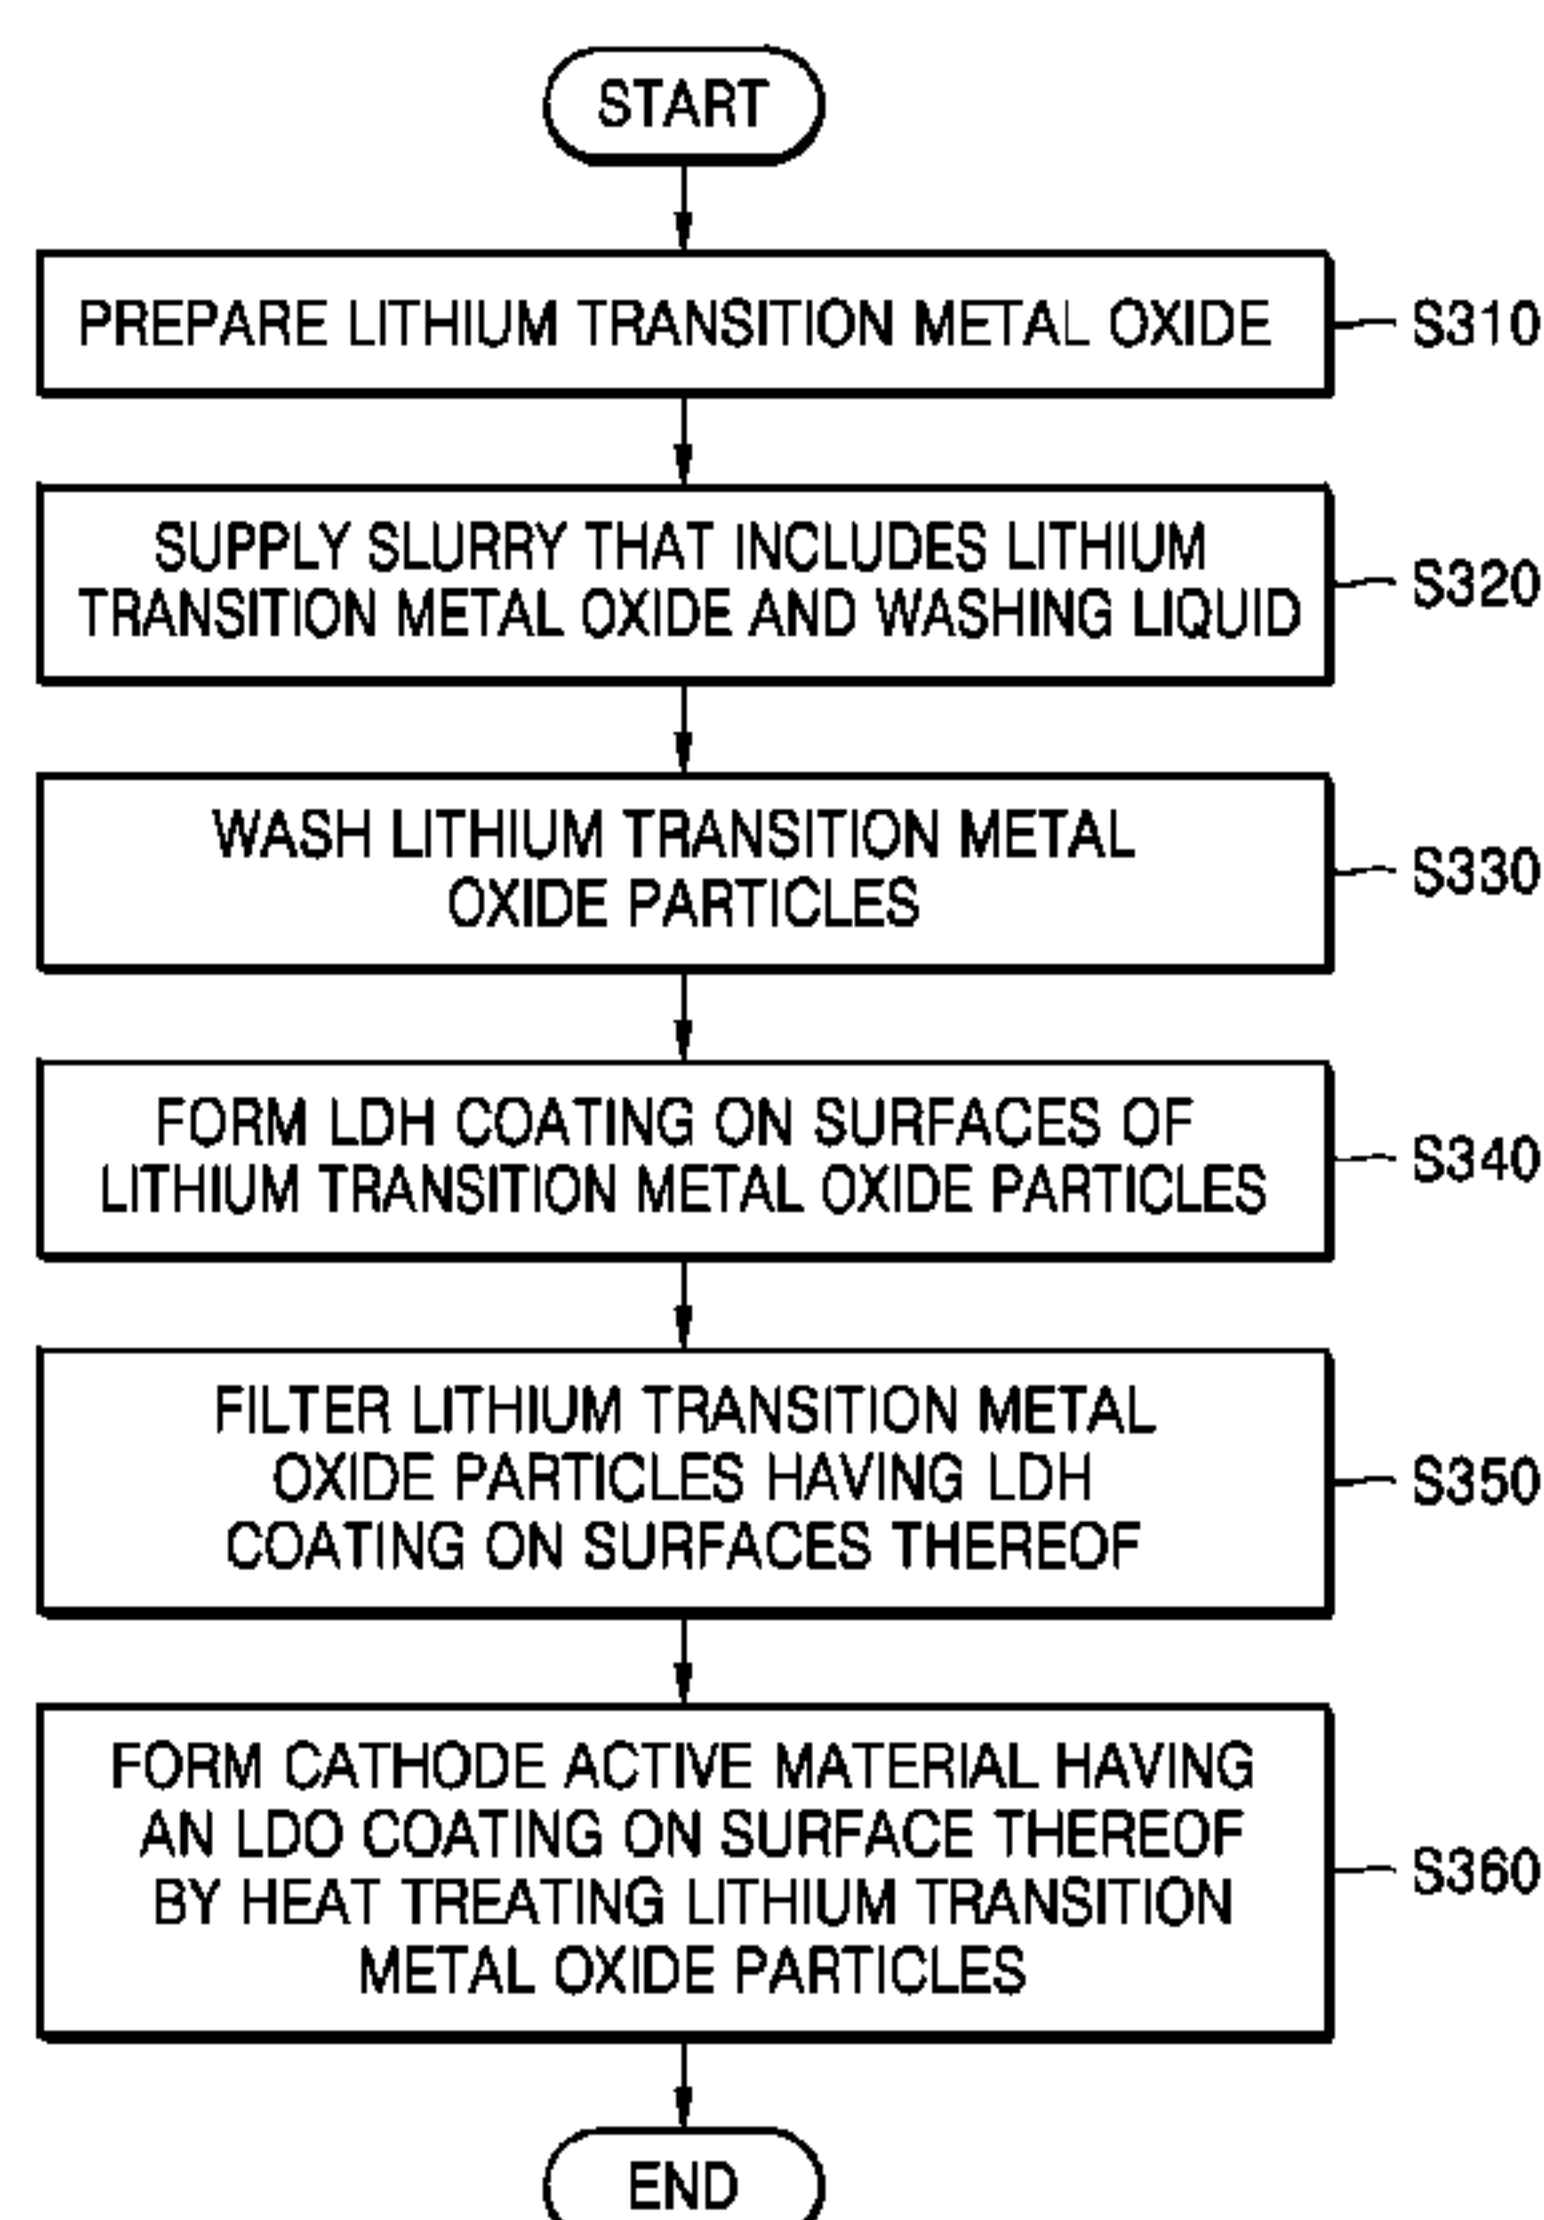 START
PREPARE LITHIUM TRANSITION METAL OXIDE
S310
SUPPLY SLURRY THAT INCLUDES LITHIUM
TRANSITION METAL OXIDE AND WASHING LIQUID
S320
WASH LITHIUM TRANSITION METAL
OXIDE PARTICLES
S330
FORM LDH COATING ON SURFACES OF
LITHIUM TRANSITION METAL OXIDE PARTICLES
S340
FILTER LITHIUM TRANSITION METAL
OXIDE PARTICLES HAVING LDH
COATING ON SURFACES THEREOF
S350
FORM CATHODE ACTIVE MATERIAL HAVING
AN LDO COATING ON SURFACE THEREOF
BY HEAT TREATING LITHIUM TRANSITION
METAL OXIDE PARTICLES
S360
END